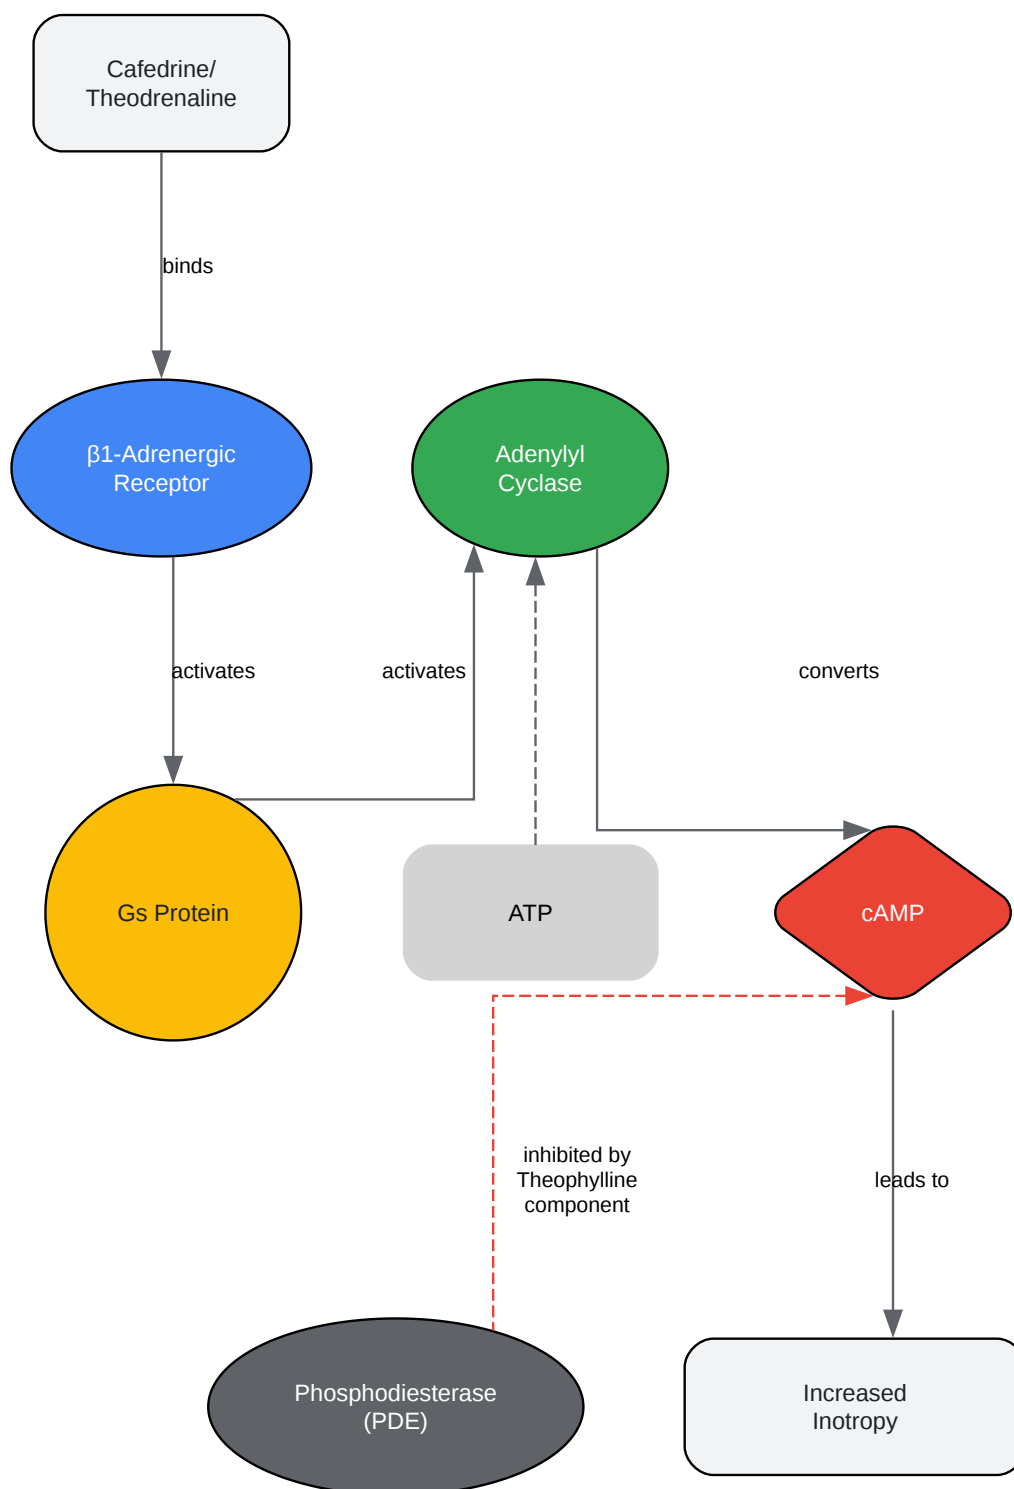 Cafedrine/
Theodrenaline
binds
β1-Adrenergic
Receptor
Adenylyl
Cyclase
activates
activates
converts
Gs Protein
ATP
cAMP
inhibited by
Theophylline
component
leads to
Phosphodiesterase
(PDE)
Increased
Inotropy